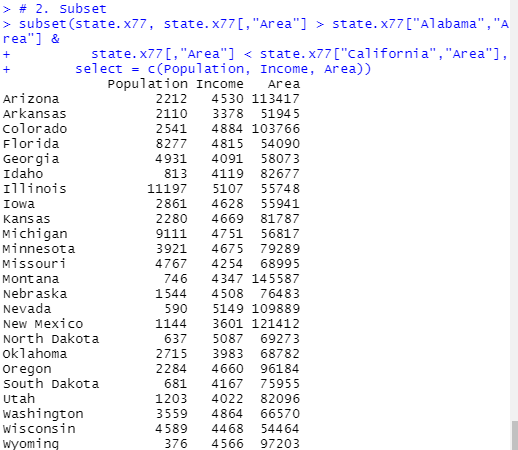 > # 2. Subset
> subset(state.x77, state.x77[,"Area"] > state.x77["Alabama","A
rea"] &
+ state.x77[,"Area"] < state.x77["California","Area"],
+ select = c(Population, Income, Area))
Population Income Area
Arizona 2212 4530 113417
Arkansas 2110 3378 51945
Colorado 2541 4884 103766
Florida 8277 4815 54090
Georgia 4931 4091 58073
Idaho 813 4119 82677
Illinois 11197 5107 55748
Iowa 2861 4628 55941
Kansas 2280 4669 81787
Michigan 9111 4751 56817
Minnesota 3921 4675 79289
Missouri 4767 4254 68995
Montana 746 4347 145587
Nebraska 1544 4508 76483
Nevada 590 5149 109889
New Mexico 1144 3601 121412
North Dakota 637 5087 69273
Oklahoma 2715 3983 68782
Oregon 2284 4660 96184
South Dakota 681 4167 75955
Utah 1203 4022 82096
Washington 3559 4864 66570
Wisconsin 4589 4468 54464
Wyoming 376 4566 97203